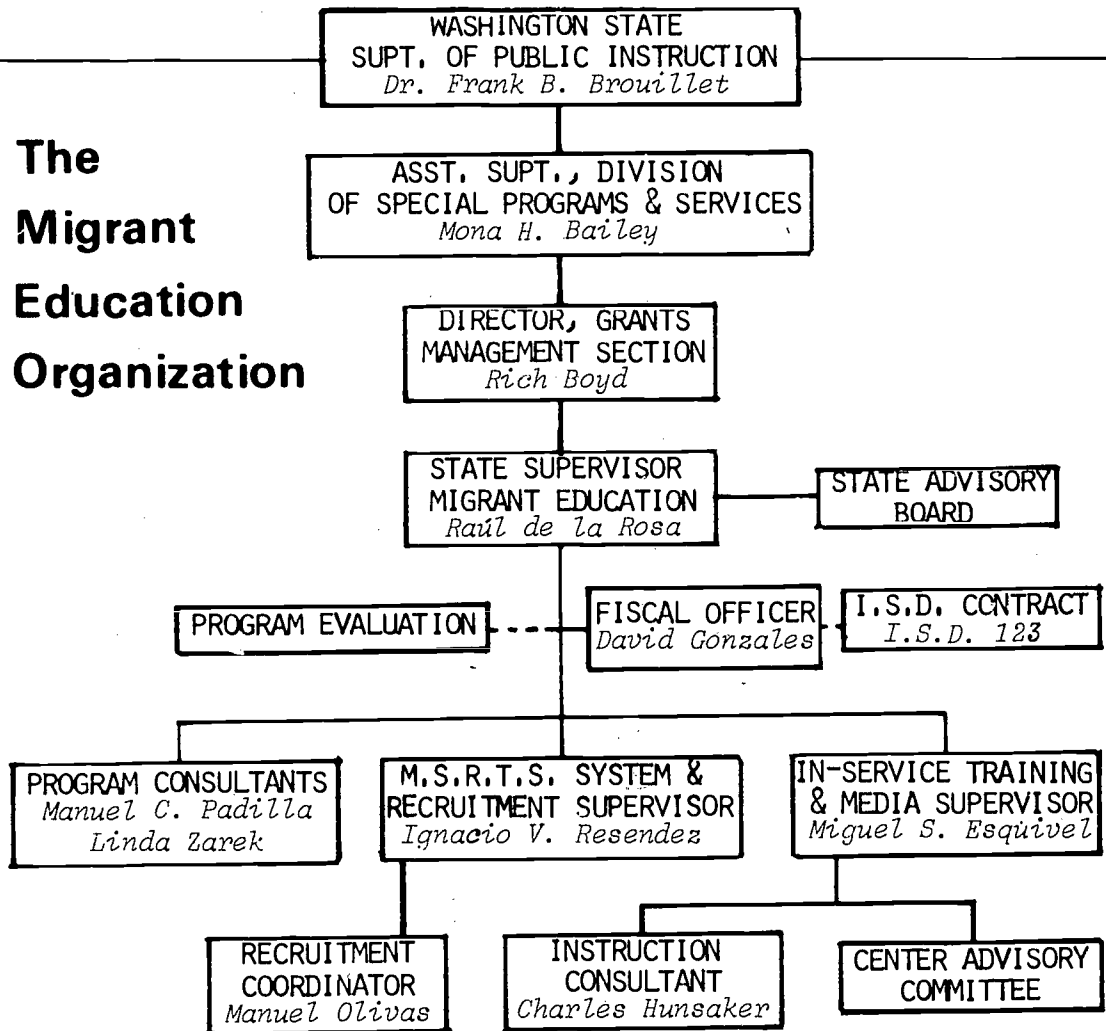 WASHINGTON STATE
SUPT. OF PUBLIC INSTRUCTION
Dr. Frank B. Brouillet
The
Migrant
Education
Organization
ASST. SUPT., DIVISION
OF SPECIAL PROGRAMS & SERVICES
Mona H. Bailey
DIRECTOR, GRANTS
MANAGEMENT SECTION
Rich Boyd
STATE SUPERVISOR
MIGRANT EDUCATION
Raúl de la Rosa
STATE ADVISORY
BOARD
PROGRAM EVALUATION
FISCAL OFFICER
David Gonzales
I.S.D. CONTRACT
I.S.D. 123
PROGRAM CONSULTANTS
Manuel C. Padilla
Linda Zarek
M.S.R.T.S. SYSTEM &
RECRUITMENT SUPERVISOR
Ignacio V. Resendez
IN-SERVICE TRAINING
& MEDIA SUPERVISOR
Miguel S. Esquivel
RECRUITMENT
COORDINATOR
Manuel Olivas
INSTRUCTION
CONSULTANT
Charles Hunsaker
CENTER ADVISORY
COMMITTEE